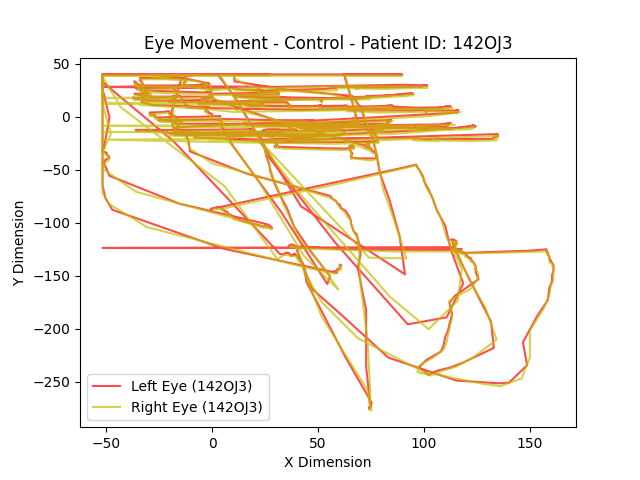 Eye Movement - Control - Patient ID: 142OJ3
50
0
−50
−100
−150
−200
−250
Y Dimension
Left Eye (142OJ3)
Right Eye (142OJ3)
−50
0
50
100
150
X Dimension